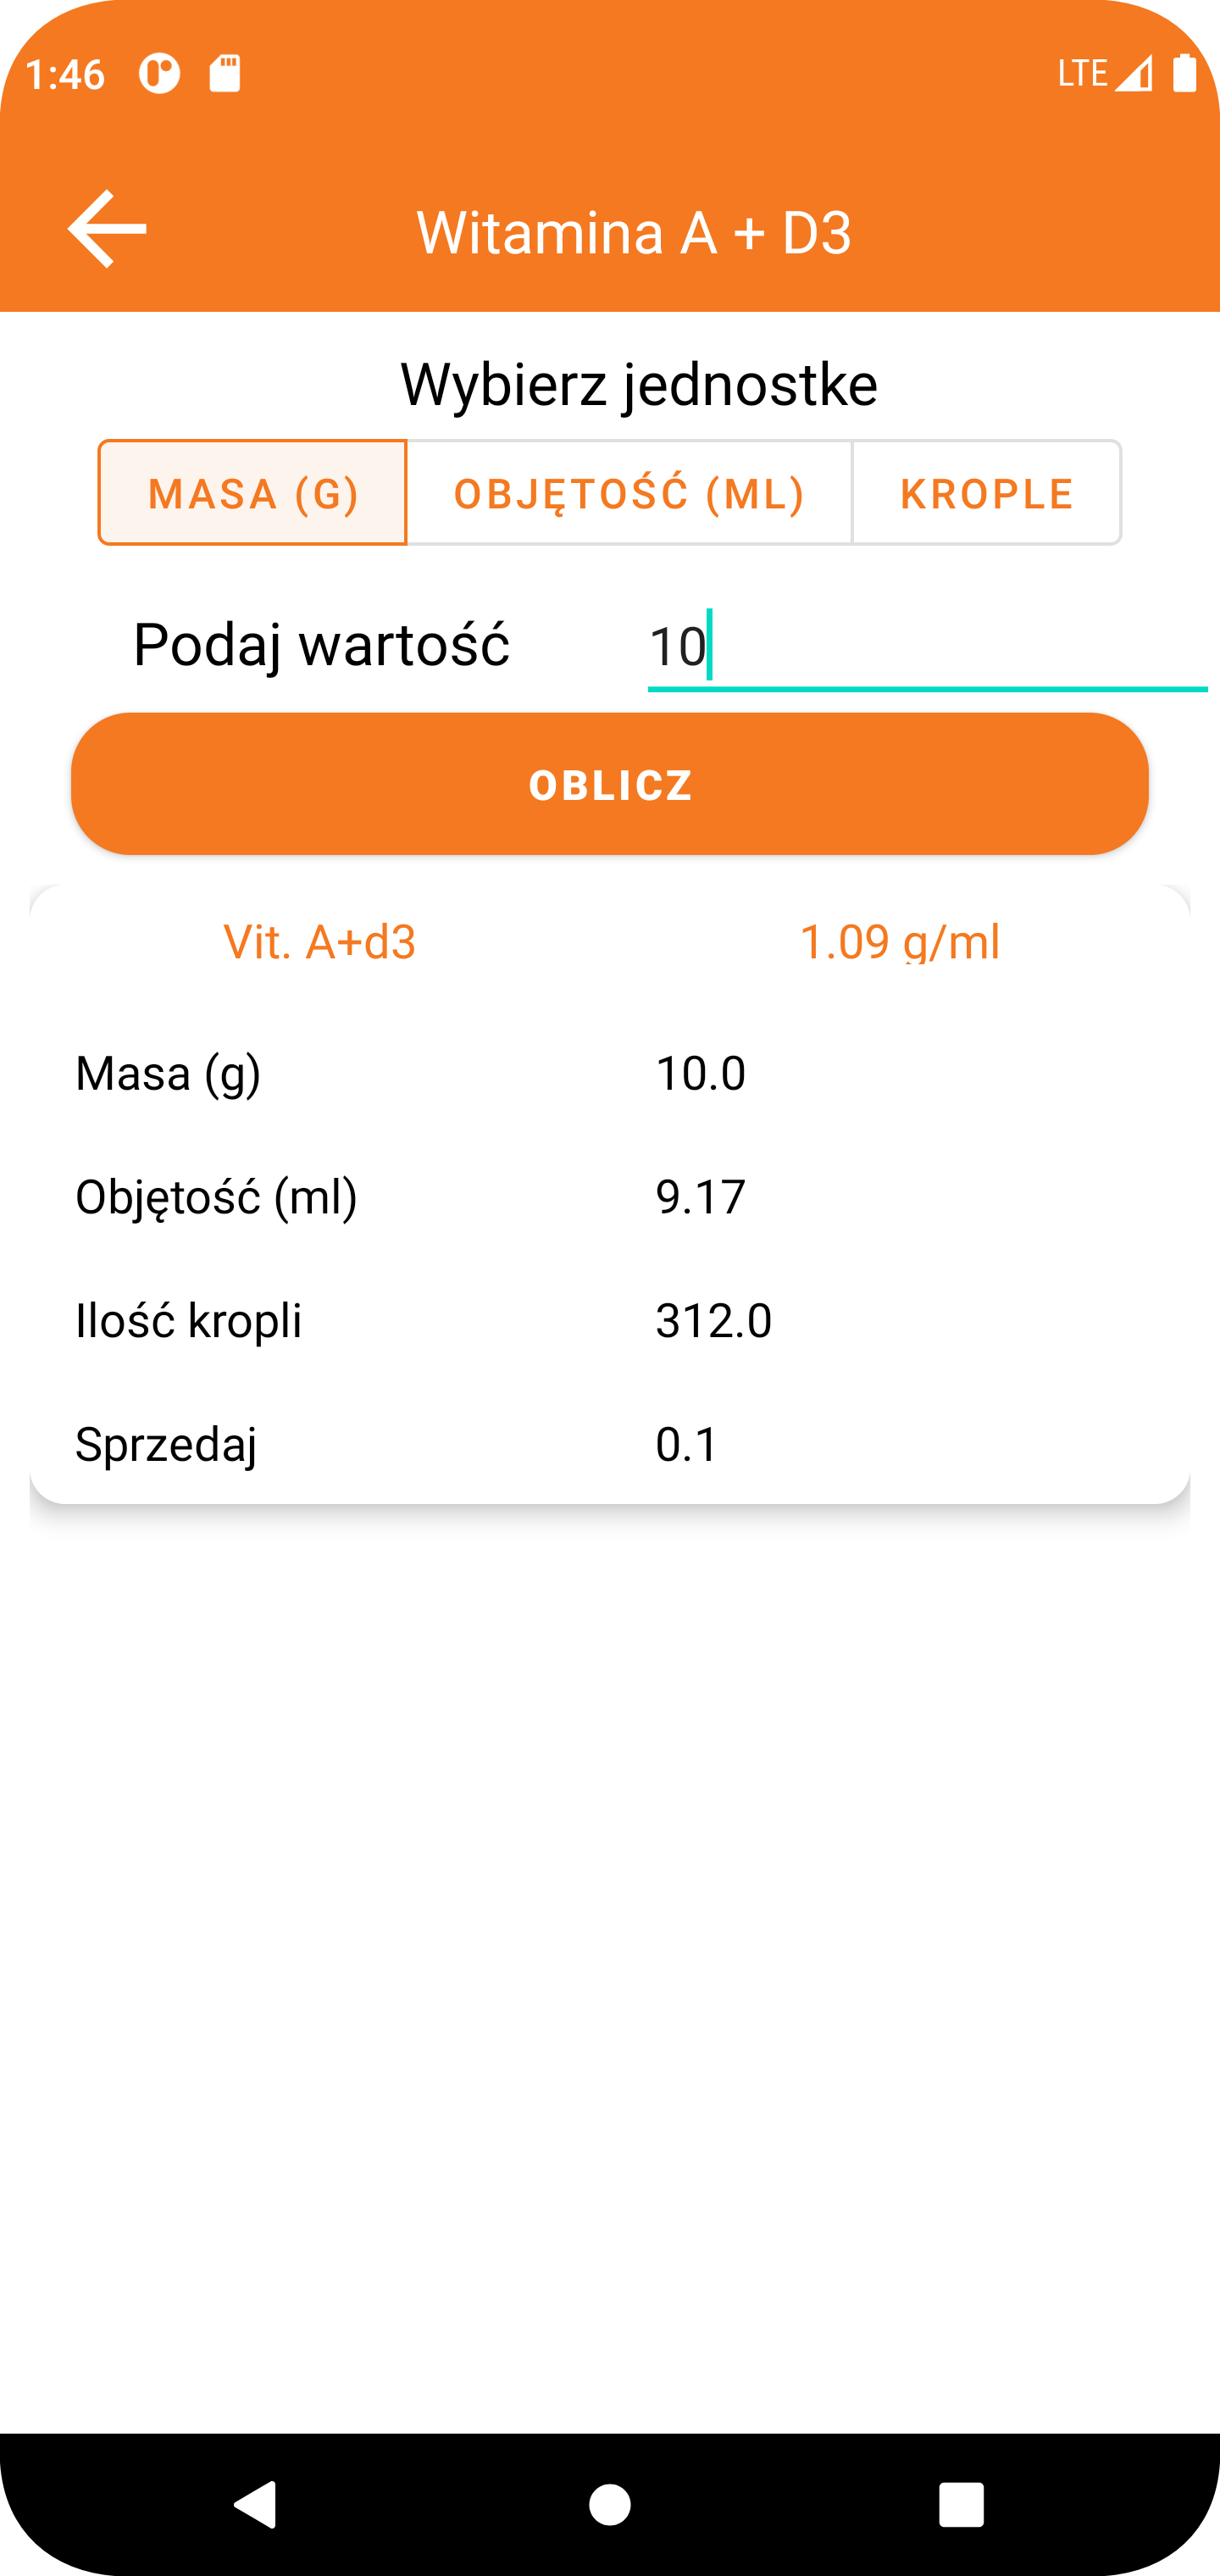 1:46 LTE
Witamina A + D3
Wybierz jednostke
MASA (G) OBJĘTOŚĆ (ML) KROPLE
Podaj wartość 10
OBLICZ
Vit. A+d3 1.09 g/ml
Masa (g) 10.0
Objętość (ml) 9.17
Ilość kropli 312.0
Sprzedaj 0.1